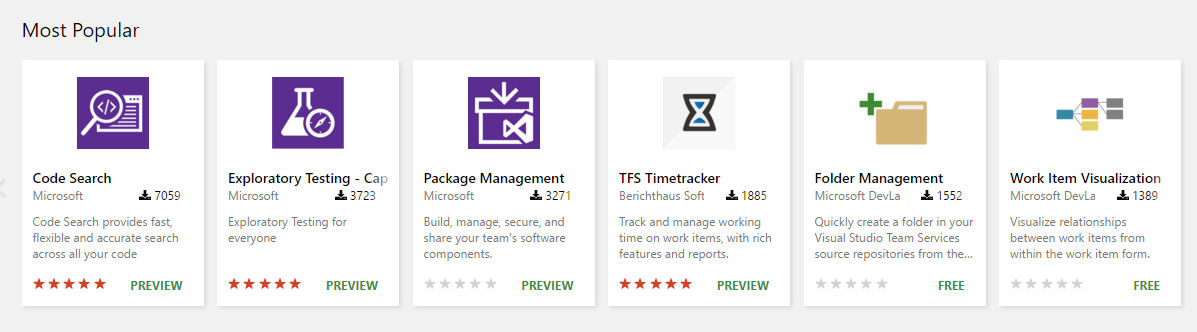 Most Popular
Code Search
Microsoft 7059
Code Search provides fast,
flexible and accurate search
across all your code
PREVIEW
Exploratory Testing - Cap
Microsoft 3723
Exploratory Testing for
everyone
PREVIEW
Package Management
Microsoft 3271
Build, manage, secure, and
share your team's software
components.
PREVIEW
TFS Timetracker
Berichthaus Soft 1885
Track and manage working
time on work items, with rich
features and reports.
PREVIEW
Folder Management
Microsoft DevLa 1552
Quickly create a folder in your
Visual Studio Team Services
source repositories from the...
FREE
Work Item Visualization
Microsoft DevLa 1389
Visualize relationships
between work items from
within the work item form.
FREE